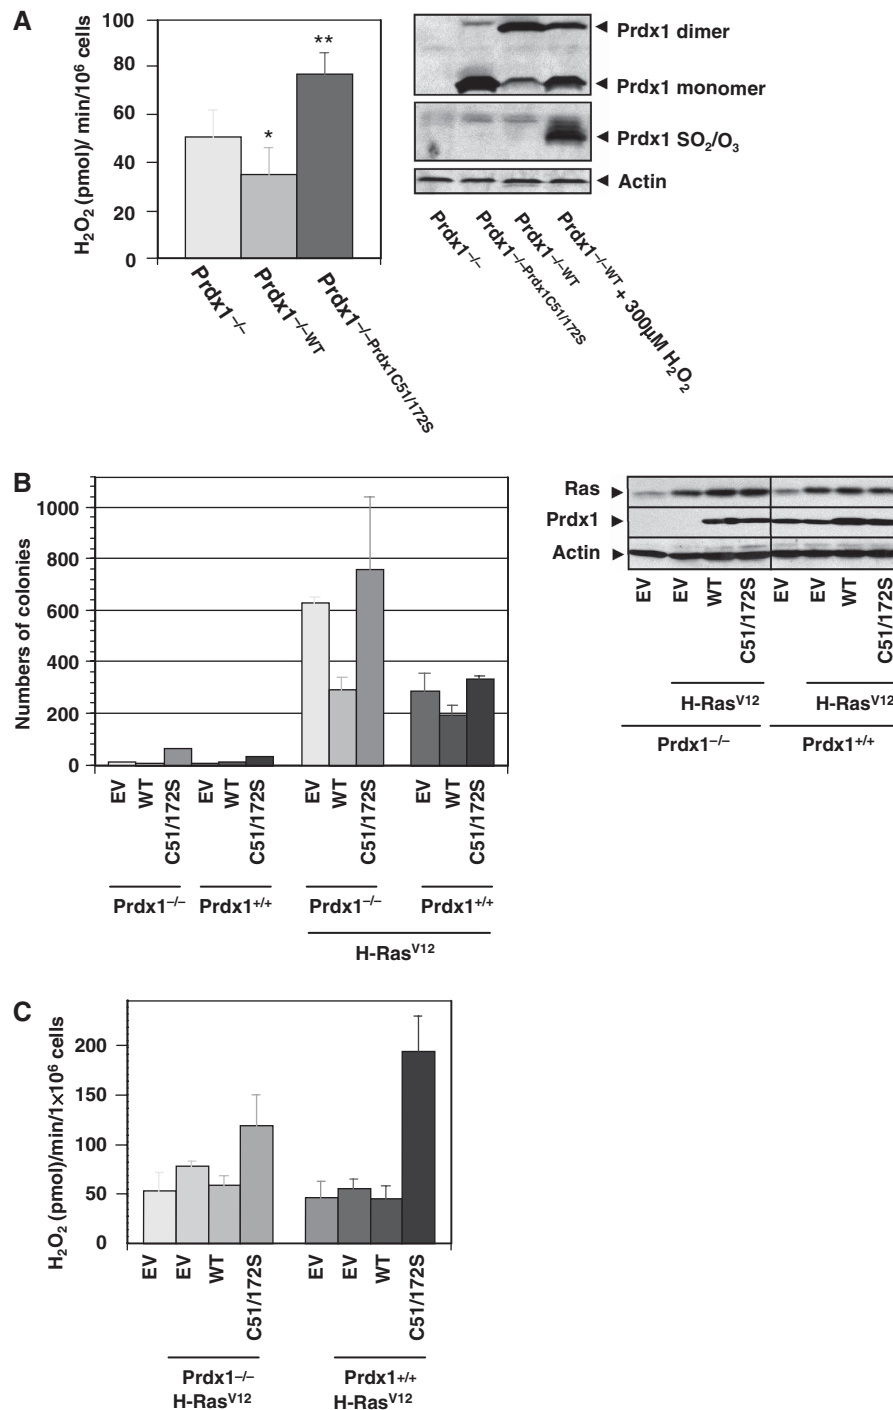 A
H₂O₂ (pmol)/ min/10⁶ cells
100
80
60
40
20
0
*
**
Prdx1⁻/⁻
Prdx1⁻/⁻WT
Prdx1⁻/⁻Prdx1C51/172S
Prdx1 dimer
Prdx1 monomer
Prdx1 SO₂/O₃
Actin
Prdx1⁻/⁻
Prdx1⁻/⁻Prdx1C51/172S
Prdx1⁻/⁻WT
Prdx1⁻/⁻WT + 300μM H₂O₂
B
Numbers of colonies
1000
800
600
400
200
0
EV WT C51/172S EV WT C51/172S EV WT C51/172S EV WT C51/172S
Prdx1⁻/⁻ Prdx1⁺/⁺ Prdx1⁻/⁻ Prdx1⁺/⁺
H-Rasⱽ¹²
Ras
Prdx1
Actin
EV EV WT C51/172S EV EV WT C51/172S
H-Rasⱽ¹² H-Rasⱽ¹²
Prdx1⁻/⁻ Prdx1⁺/⁺
C
H₂O₂ (pmol)/min/1×10⁶ cells
200
150
100
50
0
EV EV WT C51/172S EV EV WT C51/172S
Prdx1⁻/⁻ Prdx1+/+
H-Rasⱽ¹² H-Rasⱽ¹²